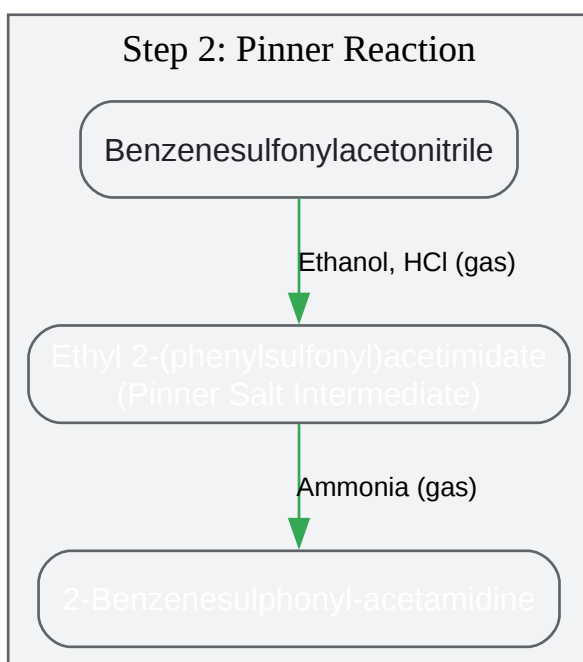 Step 2: Pinner Reaction
Benzenesulfonylacetonitrile
Ethanol, HCl (gas)
Ethyl 2-(phenylsulfonyl)acetimidate
(Pinner Salt Intermediate)
Ammonia (gas)
2-Benzenesulphonyl-acetamidine